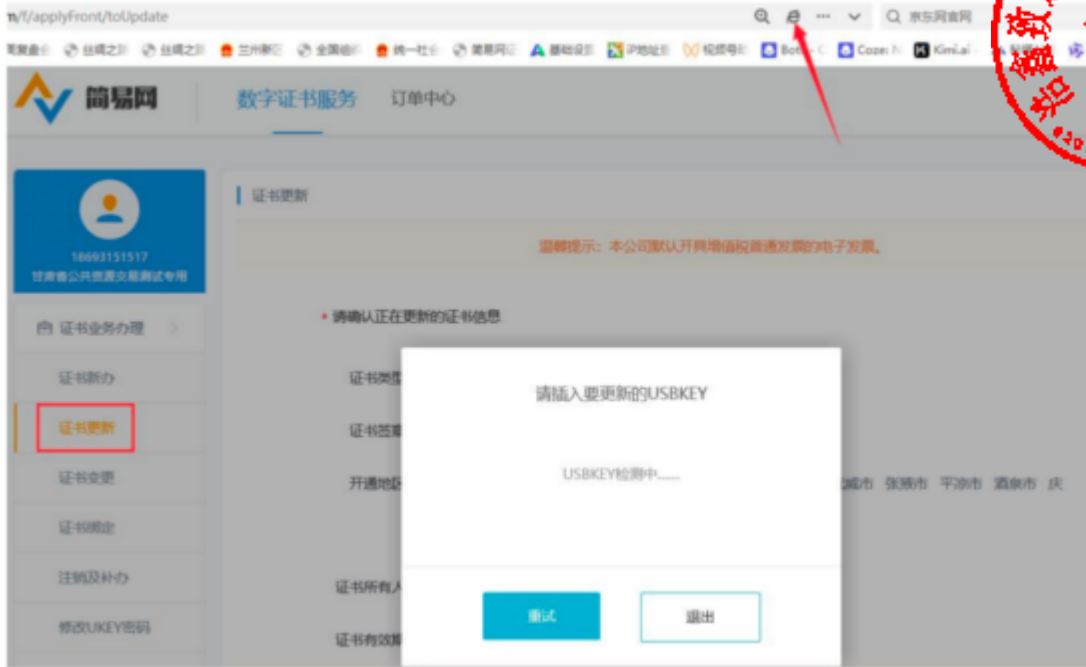 /f/applyFront/toUpdate
京东网官网
丝绸之
丝绸之
兰州新区
全国组
统一社
简易网
基础设
IP地址
视频号
Kimi.ai
简易网
数字证书服务
订单中心
证书更新
18693151517
甘肃省公共资源交易测试专用
温馨提示：本公司默认开具增值税普通发票的电子发票。
* 请确认正在更新的证书信息
证书业务办理
证书新办
证书类型
请插入要更新的USBKEY
证书更新
证书签章
USBKEY检测中......
证书变更
开通地区
威市 张掖市 平凉市 酒泉市 庆
证书绑定
注销及补办
证书所有人
重试
退出
修改UKEY密码
证书有效期